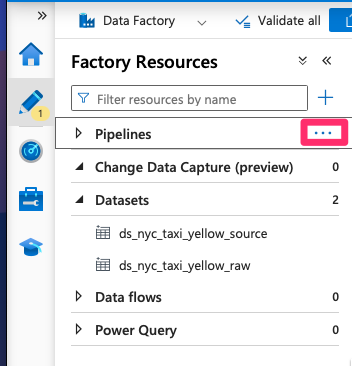 Data Factory
Validate all
Factory Resources
Filter resources by name
Pipelines
...
1
Change Data Capture (preview) 0
Datasets 2
ds_nyc_taxi_yellow_source
ds_nyc_taxi_yellow_raw
Data flows 0
Power Query 0